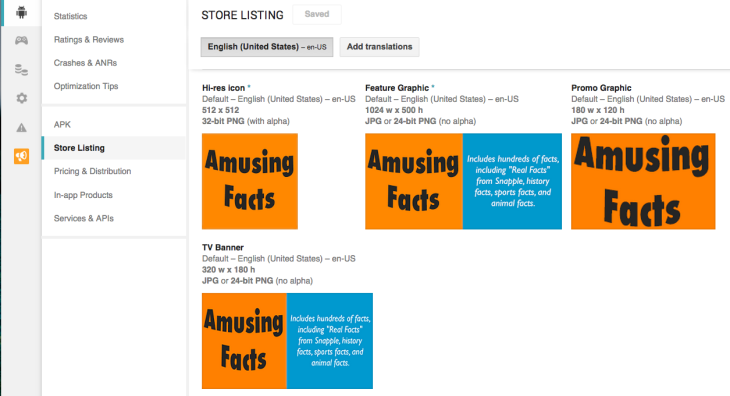 Statistics
Ratings & Reviews
Crashes & ANRs
Optimization Tips
APK
Store Listing
Pricing & Distribution
In-app Products
Services & APIs
STORE LISTING
Saved
English (United States) – en-US
Add translations
Hi-res icon *
Default – English (United States) – en-US
512 x 512
32-bit PNG (with alpha)
Amusing
Facts
Feature Graphic *
Default – English (United States) – en-US
1024 w x 500 h
JPG or 24-bit PNG (no alpha)
Amusing
Facts
Includes hundreds of facts,
including "Real Facts"
from Snapple, history
facts, sports facts, and
animal facts.
Promo Graphic
Default – English (United States) – en-US
180 w x 120 h
JPG or 24-bit PNG (no alpha)
Amusing
Facts
TV Banner
Default – English (United States) – en-US
320 w x 180 h
JPG or 24-bit PNG (no alpha)
Amusing
Facts
Includes hundreds of facts,
including "Real Facts"
from Snapple, history
facts, sports facts, and
animal facts.